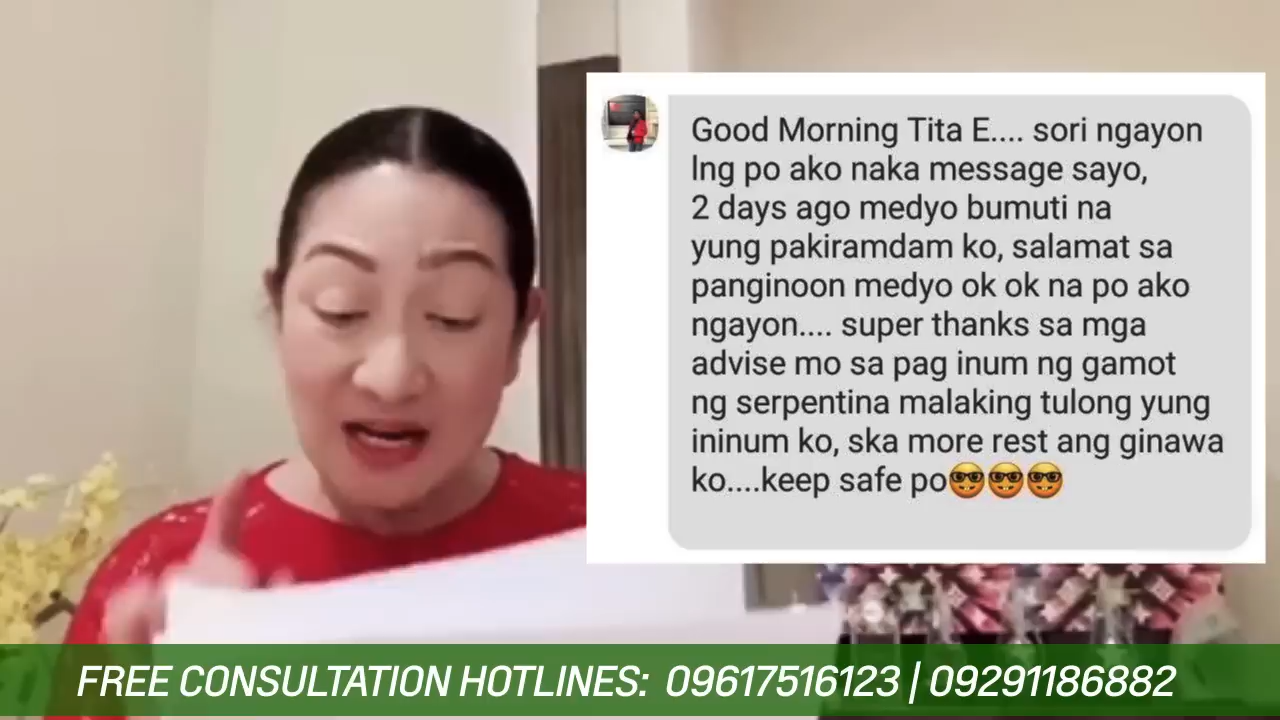 Good Morning Tita E.... sori ngayon
lng po ako naka message sayo,
2 days ago medyo bumuti na
yung pakiramdam ko, salamat sa
panginoon medyo ok ok na po ako
ngayon.... super thanks sa mga
advise mo sa pag inum ng gamot
ng serpentina malaking tulong yung
ininum ko, ska more rest ang ginawa
ko....keep safe po🤓🤓🤓
FREE CONSULTATION HOTLINES: 09617516123 | 09291186882